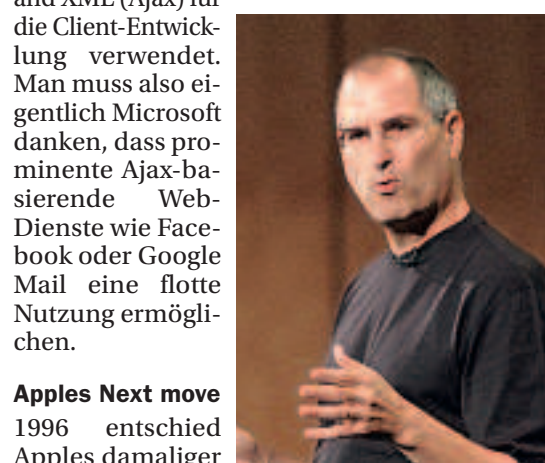 and XML (Ajax) für
die Client-Entwick-
lung verwendet.
Man muss also ei-
gentlich Microsoft
danken, dass pro-
minente Ajax-ba-
sierende Web-
Dienste wie Face-
book oder Google
Mail eine flotte
Nutzung ermögli-
chen.
Apples Next move
1996 entschied
Apples damaliger